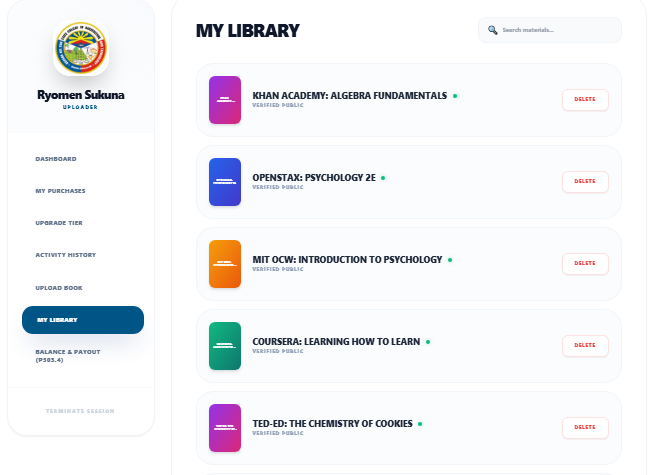 Ryomen Sukuna
UPLOADER
DASHBOARD
MY PURCHASES
UPGRADE TIER
ACTIVITY HISTORY
UPLOAD BOOK
MY LIBRARY
BALANCE & PAYOUT
(₱585.4)
TERMINATE SESSION
MY LIBRARY
Search materials...
KHAN ACADEMY: ALGEBRA FUNDAMENTALS
VERIFIED PUBLIC
DELETE
OPENSTAX: PSYCHOLOGY 2E
VERIFIED PUBLIC
DELETE
MIT OCW: INTRODUCTION TO PSYCHOLOGY
VERIFIED PUBLIC
DELETE
COURSERA: LEARNING HOW TO LEARN
VERIFIED PUBLIC
DELETE
TED-ED: THE CHEMISTRY OF COOKIES
VERIFIED PUBLIC
DELETE